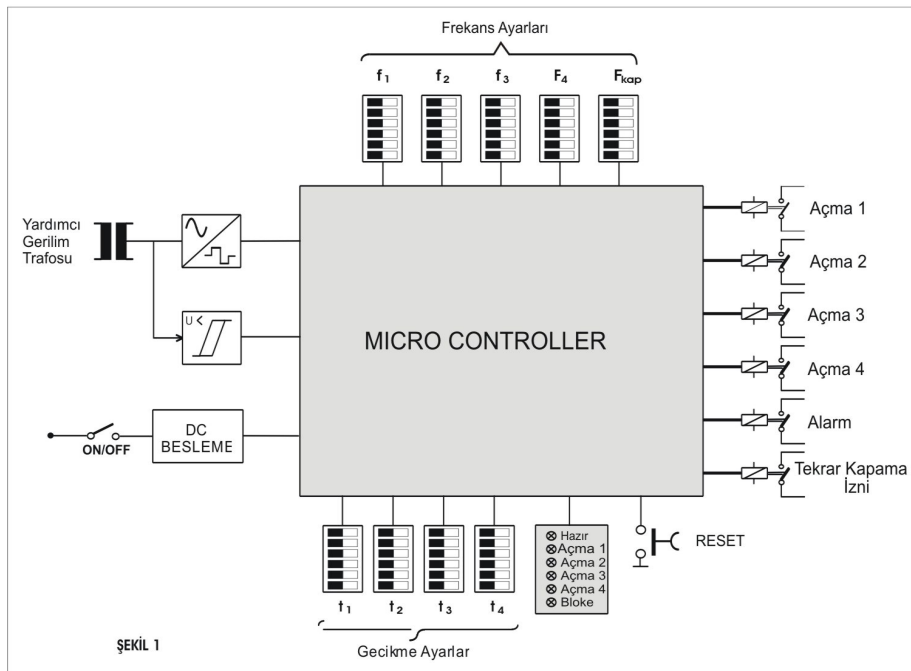 Frekans Ayarları
f1 f2 f3 F4 Fkap
Yardımcı
Gerilim
Trafosu
U<
MICRO CONTROLLER
ON/OFF
DC
BESLEME
Açma 1
Açma 2
Açma 3
Açma 4
Alarm
Tekrar Kapama
İzni
t1 t2 t3 t4
Gecikme Ayarlar
Hazır
Açma 1
Açma 2
Açma 3
Açma 4
Bloke
RESET
ŞEKİL 1